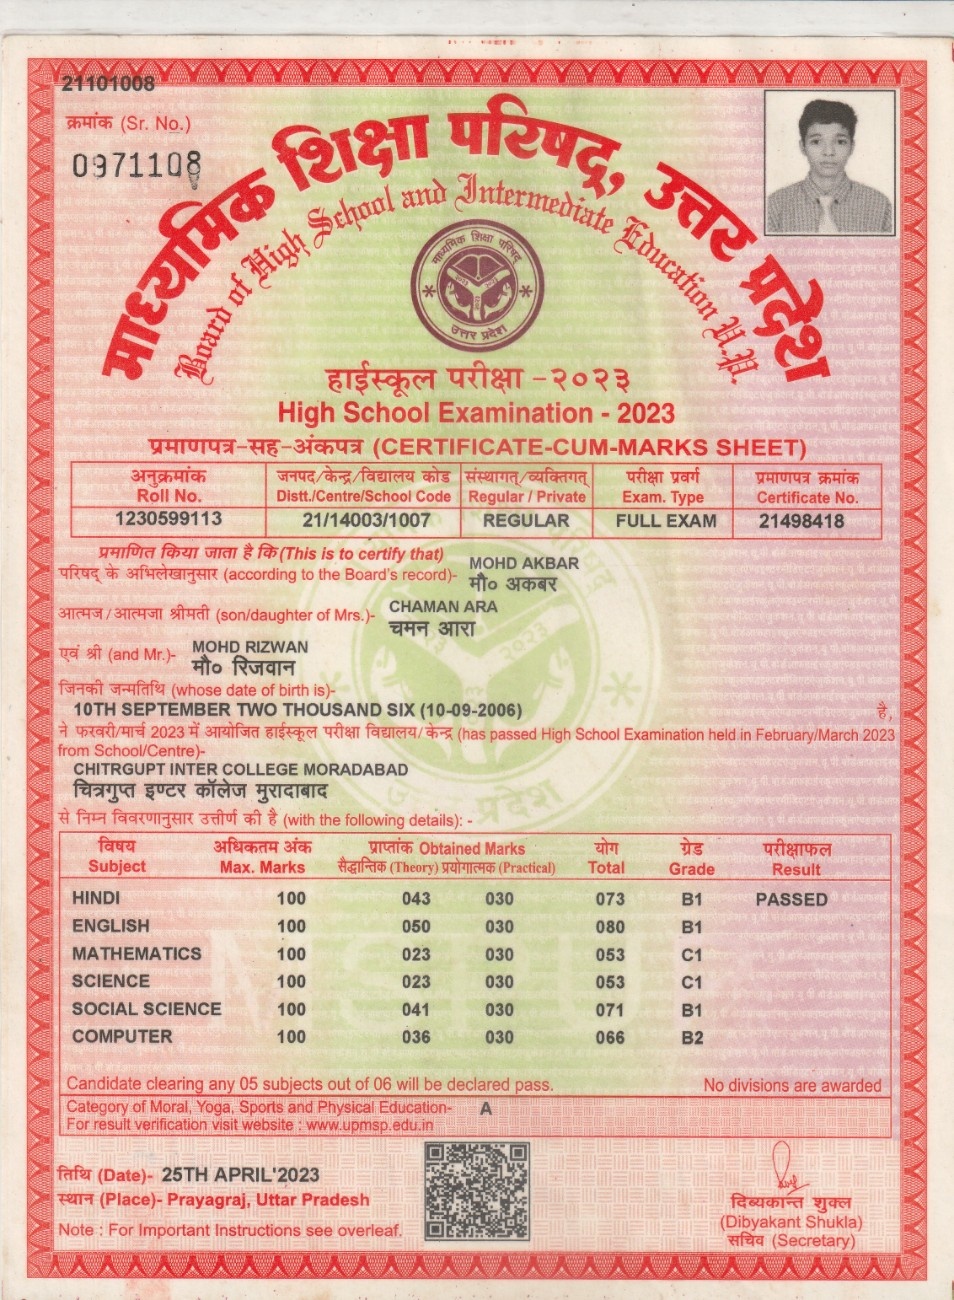 21101008
क्रमांक (Sr. No.)
0971108
माध्यमिक शिक्षा परिषद्, उत्तर प्रदेश
Board of High School and Intermediate Education U.P.
माध्यमिक शिक्षा परिषद्
उत्तर प्रदेश
हाईस्कूल परीक्षा - २०२३
High School Examination - 2023
प्रमाणपत्र-सह-अंकपत्र (CERTIFICATE-CUM-MARKS SHEET)
अनुक्रमांक जनपद/केन्द्र/विद्यालय कोड संस्थागत्/व्यक्तिगत् परीक्षा प्रवर्ग प्रमाणपत्र क्रमांक
Roll No. Distt./Centre/School Code Regular / Private Exam. Type Certificate No.
1230599113 21/14003/1007 REGULAR FULL EXAM 21498418
प्रमाणित किया जाता है कि (This is to certify that) MOHD AKBAR
परिषद् के अभिलेखानुसार (according to the Board's record)- मौ० अकबर
आत्मज/आत्मजा श्रीमती (son/daughter of Mrs.)- CHAMAN ARA
चमन आरा
एवं श्री (and Mr.)- MOHD RIZWAN
मौ० रिजवान
जिनकी जन्मतिथि (whose date of birth is)-
10TH SEPTEMBER TWO THOUSAND SIX (10-09-2006) है,
ने फरवरी/मार्च 2023 में आयोजित हाईस्कूल परीक्षा विद्यालय/केन्द्र (has passed High School Examination held in February/March 2023
from School/Centre)-
CHITRGUPT INTER COLLEGE MORADABAD
चित्रगुप्त इण्टर कॉलेज मुरादाबाद
से निम्न विवरणानुसार उत्तीर्ण की है (with the following details): -
विषय अधिकतम अंक प्राप्तांक Obtained Marks योग ग्रेड परीक्षाफल
Subject Max. Marks सैद्धान्तिक (Theory) प्रयोगात्मक (Practical) Total Grade Result
HINDI 100 043 030 073 B1 PASSED
ENGLISH 100 050 030 080 B1
MATHEMATICS 100 023 030 053 C1
SCIENCE 100 023 030 053 C1
SOCIAL SCIENCE 100 041 030 071 B1
COMPUTER 100 036 030 066 B2
Candidate clearing any 05 subjects out of 06 will be declared pass. No divisions are awarded
Category of Moral, Yoga, Sports and Physical Education- A
For result verification visit website : www.upmsp.edu.in
तिथि (Date)- 25TH APRIL'2023
स्थान (Place)- Prayagraj, Uttar Pradesh
Note : For Important Instructions see overleaf.
दिब्यकान्त शुक्ल
(Dibyakant Shukla)
सचिव (Secretary)